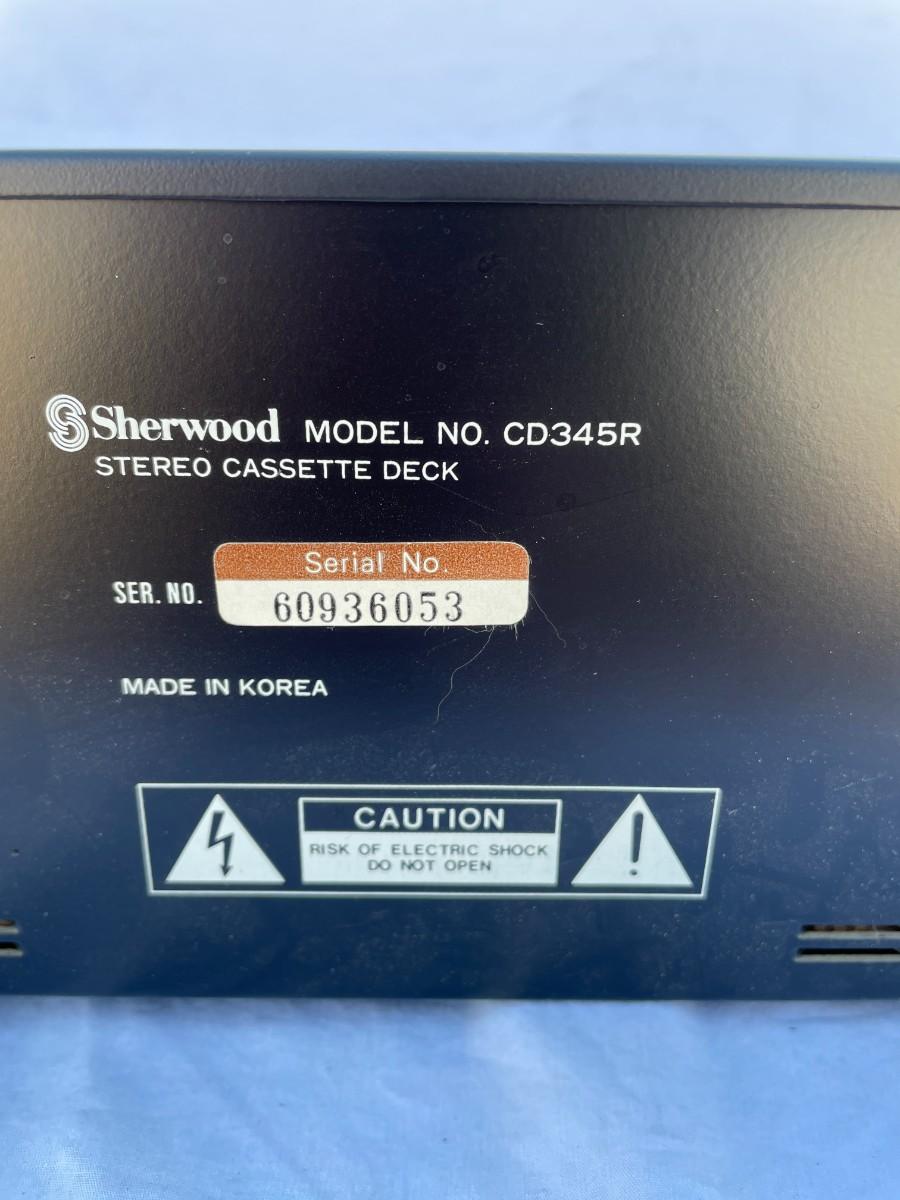 Sherwood MODEL NO. CD345R
STEREO CASSETTE DECK
Serial No.
SER. NO. 60936053
MADE IN KOREA
CAUTION
RISK OF ELECTRIC SHOCK
DO NOT OPEN